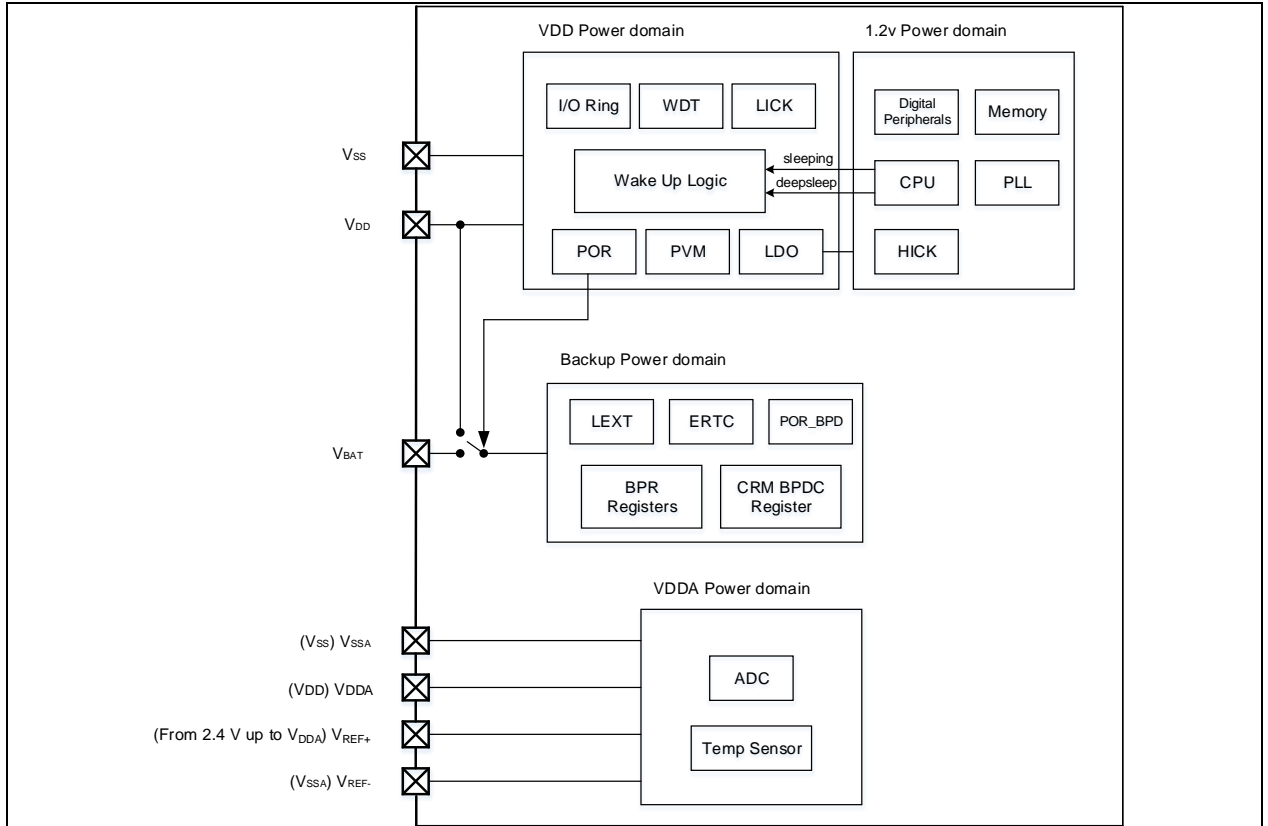 VDD Power domain
1.2v Power domain
I/O Ring
WDT
LICK
Digital
Peripherals
Memory
VSS
sleeping
Wake Up Logic
deepsleep
CPU
PLL
VDD
POR
PVM
LDO
HICK
Backup Power domain
LEXT
ERTC
POR_BPD
VBAT
BPR
Registers
CRM BPDC
Register
VDDA Power domain
(VSS) VSSA
ADC
(VDD) VDDA
(From 2.4 V up to VDDA) VREF+
Temp Sensor
(VSSA) VREF-